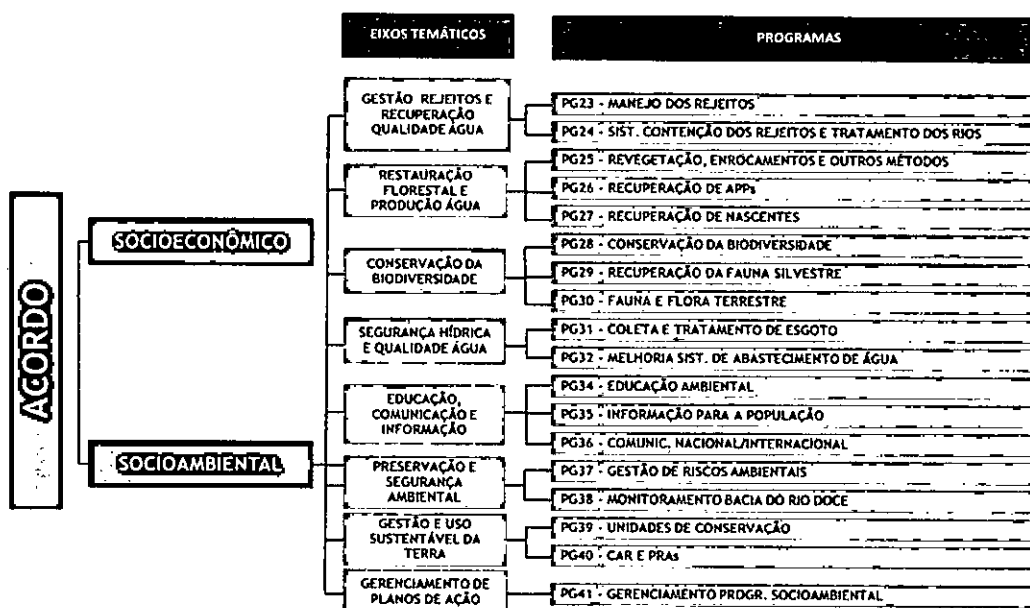 EIXOS TEMÁTICOS
PROGRAMAS
ACORDO
SOCIOECONÔMICO
SOCIOAMBIENTAL
GESTÃO REJEITOS E
RECUPERAÇÃO
QUALIDADE ÁGUA
PG23 - MANEJO DOS REJEITOS
PG24 - SIST. CONTENÇÃO DOS REJEITOS E TRATAMENTO DOS RIOS
RESTAURAÇÃO
FLORESTAL E
PRODUÇÃO ÁGUA
PG25 - REVEGETAÇÃO, ENROCAMENTOS E OUTROS MÉTODOS
PG26 - RECUPERAÇÃO DE APPs
PG27 - RECUPERAÇÃO DE NASCENTES
CONSERVAÇÃO DA
BIODIVERSIDADE
PG28 - CONSERVAÇÃO DA BIODIVERSIDADE
PG29 - RECUPERAÇÃO DA FAUNA SILVESTRE
PG30 - FAUNA E FLORA TERRESTRE
SEGURANÇA HÍDRICA
E QUALIDADE ÁGUA
PG31 - COLETA E TRATAMENTO DE ESGOTO
PG32 - MELHORIA SIST. DE ABASTECIMENTO DE ÁGUA
EDUCAÇÃO,
COMUNICAÇÃO E
INFORMAÇÃO
PG34 - EDUCAÇÃO AMBIENTAL
PG35 - INFORMAÇÃO PARA A POPULAÇÃO
PG36 - COMUNIC. NACIONAL/INTERNACIONAL
PRESERVAÇÃO E
SEGURANÇA
AMBIENTAL
PG37 - GESTÃO DE RISCOS AMBIENTAIS
PG38 - MONITORAMENTO BACIA DO RIO DOCE
GESTÃO E USO
SUSTENTÁVEL DA
TERRA
PG39 - UNIDADES DE CONSERVAÇÃO
PG40 - CAR E PRAs
GERENCIAMENTO DE
PLANOS DE AÇÃO
PG41 - GERENCIAMENTO PROGR. SOCIOAMBIENTAL